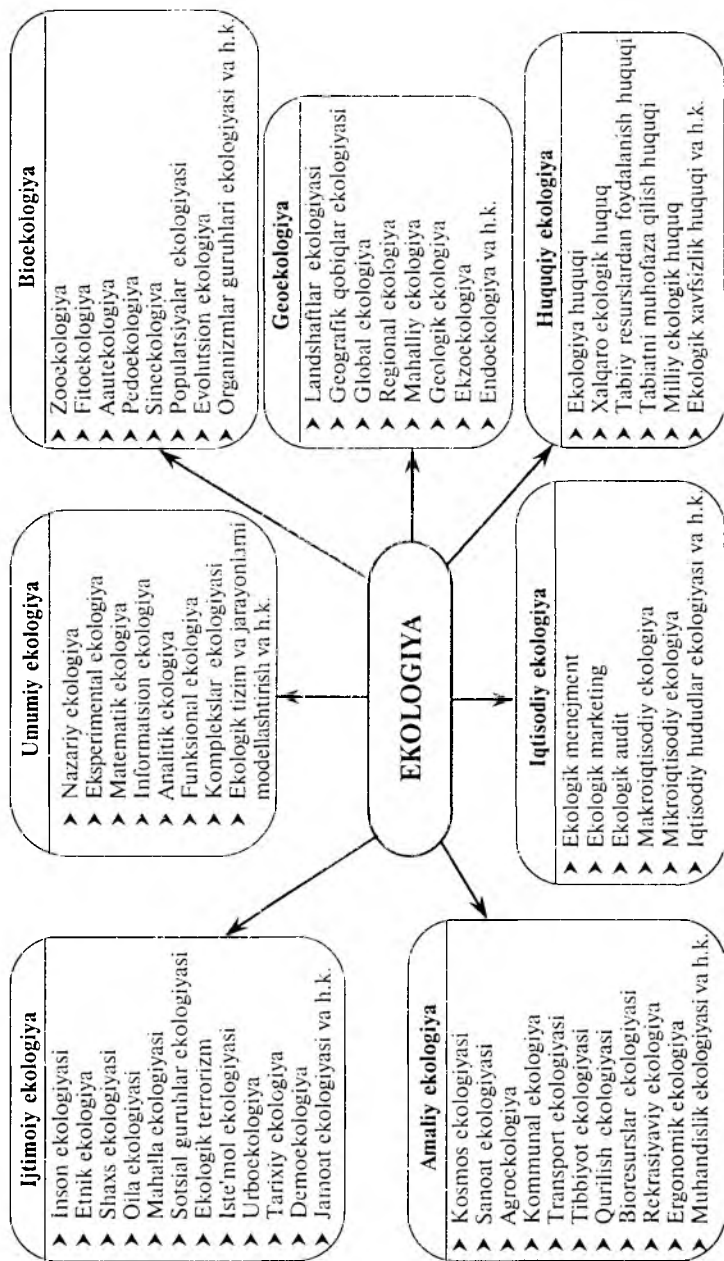 Ijtimoiy ekologiya
➤ Inson ekologiyasi
➤ Etnik ekologiya
➤ Shaxs ekologiyasi
➤ Oila ekologiyasi
➤ Mahalla ekologiyasi
➤ Sotsial guruhlar ekologiyasi
➤ Ekologik terrorizm
➤ Iste'mol ekologiyasi
➤ Urboekologiya
➤ Tarixiy ekologiya
➤ Demoekologiya
➤ Jamoat ekologiyasi va h.k.
Umumiy ekologiya
➤ Nazariy ekologiya
➤ Eksperimental ekologiya
➤ Matematik ekologiya
➤ Informatsion ekologiya
➤ Analitik ekologiya
➤ Funksional ekologiya
➤ Komplekslar ekologiyasi
➤ Ekologik tizim va jarayonlarni
modellashtirish va h.k.
Bioekologiya
➤ Zooekologiya
➤ Fitoekologiya
➤ Aautekologiya
➤ Pedoekologiya
➤ Sinekologiya
➤ Populatsiyalar ekologiyasi
➤ Evolutsion ekologiya
➤ Organizmlar guruhlari ekologiyasi va h.k.
EKOLOGIYA
Geoekologiya
➤ Landshaftlar ekologiyasi
➤ Geografik qobiqlar ekologiyasi
➤ Global ekologiya
➤ Regional ekologiya
➤ Mahalliy ekologiya
➤ Geologik ekologiya
➤ Ekzoekologiya
➤ Endoekologiya va h.k.
Amaliy ekologiya
➤ Kosmos ekologiyasi
➤ Sanoat ekologiyasi
➤ Agroekologiya
➤ Kommunal ekologiya
➤ Transport ekologiyasi
➤ Tibbiyot ekologiyasi
➤ Qurilish ekologiyasi
➤ Bioresurslar ekologiyasi
➤ Rekrasiyaviy ekologiya
➤ Ergonomik ekologiya
➤ Muhandislik ekologiyasi va h.k.
Iqtisodiy ekologiya
➤ Ekologik menejment
➤ Ekologik marketing
➤ Ekologik audit
➤ Makroiqtisodiy ekologiya
➤ Mikroiqtisodiy ekologiya
➤ Iqtisodiy hududlar ekologiyasi va h.k.
Huquqiy ekologiya
➤ Ekologiya huquqi
➤ Xalqaro ekologik huquq
➤ Tabiiy resurslardan foydalanish huquqi
➤ Tabiatni muhofaza qilish huquqi
➤ Milliy ekologik huquq
➤ Ekologik xavfsizlik huquqi va h.k.